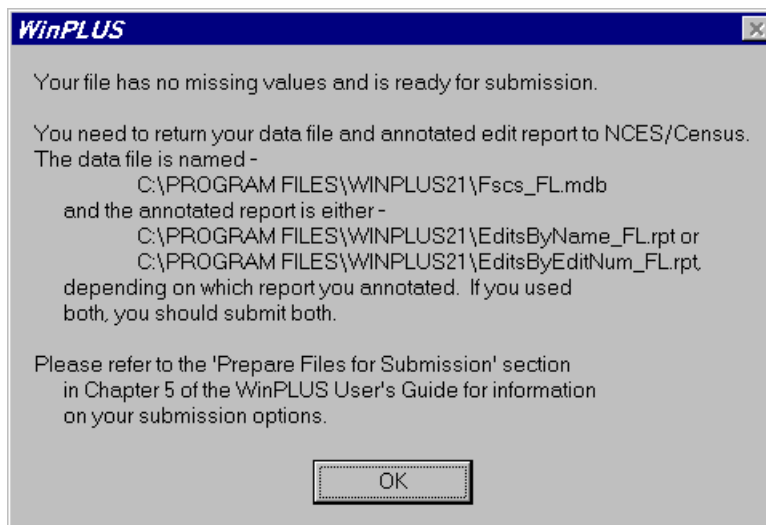 WinPLUS
Your file has no missing values and is ready for submission.
You need to return your data file and annotated edit report to NCES/Census.
The data file is named -
C:\PROGRAM FILES\WINPLUS21\Fscs_FL.mdb
and the annotated report is either -
C:\PROGRAM FILES\WINPLUS21\EditsByName_FL.rpt or
C:\PROGRAM FILES\WINPLUS21\EditsByEditNum_FL.rpt,
depending on which report you annotated.  If you used
both, you should submit both.
Please refer to the 'Prepare Files for Submission' section
in Chapter 5 of the WinPLUS User's Guide for information
on your submission options.
OK